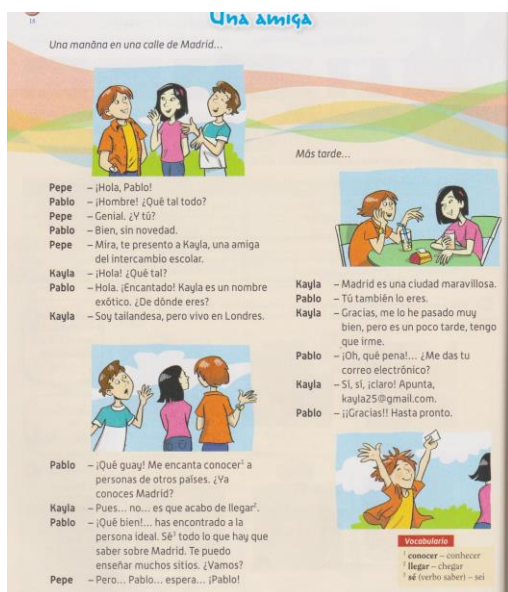 18
Una amiga
Una manãna en una calle de Madrid...
Pepe – ¡Hola, Pablo!
Pablo – ¡Hombre! ¿Qué tal todo?
Pepe – Genial. ¿Y tú?
Pablo – Bien, sin novedad.
Pepe – Mira, te presento a Kayla, una amiga
del intercambio escolar.
Kayla – ¡Hola! ¿Qué tal?
Pablo – Hola. ¡Encantado! Kayla es un nombre
exótico. ¿De dónde eres?
Kayla – Soy tailandesa, pero vivo en Londres.
Pablo – ¡Qué guay! Me encanta conocer¹ a
personas de otros países. ¿Ya
conoces Madrid?
Kayla – Pues... no... es que acabo de llegar².
Pablo – ¡Qué bien!... has encontrado a la
persona ideal. Sé³ todo lo que hay que
saber sobre Madrid. Te puedo
enseñar muchos sitios. ¿Vamos?
Pepe – Pero... Pablo... espera... ¡Pablo!
Más tarde...
Kayla – Madrid es una ciudad maravillosa.
Pablo – Tú también lo eres.
Kayla – Gracias, me lo he pasado muy
bien, pero es un poco tarde, tengo
que irme.
Pablo – ¡Oh, qué pena!... ¿Me das tu
correo electrónico?
Kayla – Sí, sí, ¡claro! Apunta,
kayla25@gmail.com.
Pablo – ¡¡Gracias!! Hasta pronto.
Vocabulario
¹ conocer – conhecer
² llegar – chegar
³ sé (verbo saber) – sei